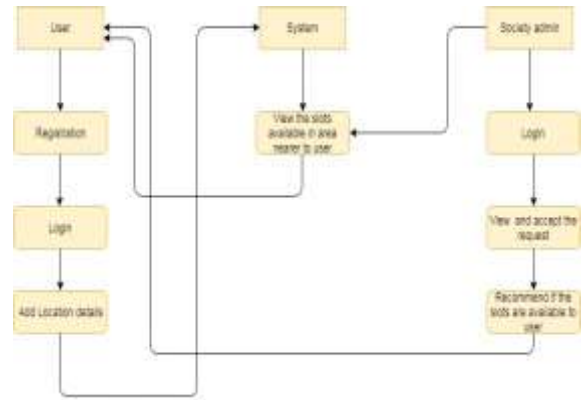 User
System
Society admin
Registration
View the slots
available in area
nearer to user
Login
Login
View and accept the
request
Add Location details
Recommend if the
slots are available to
user